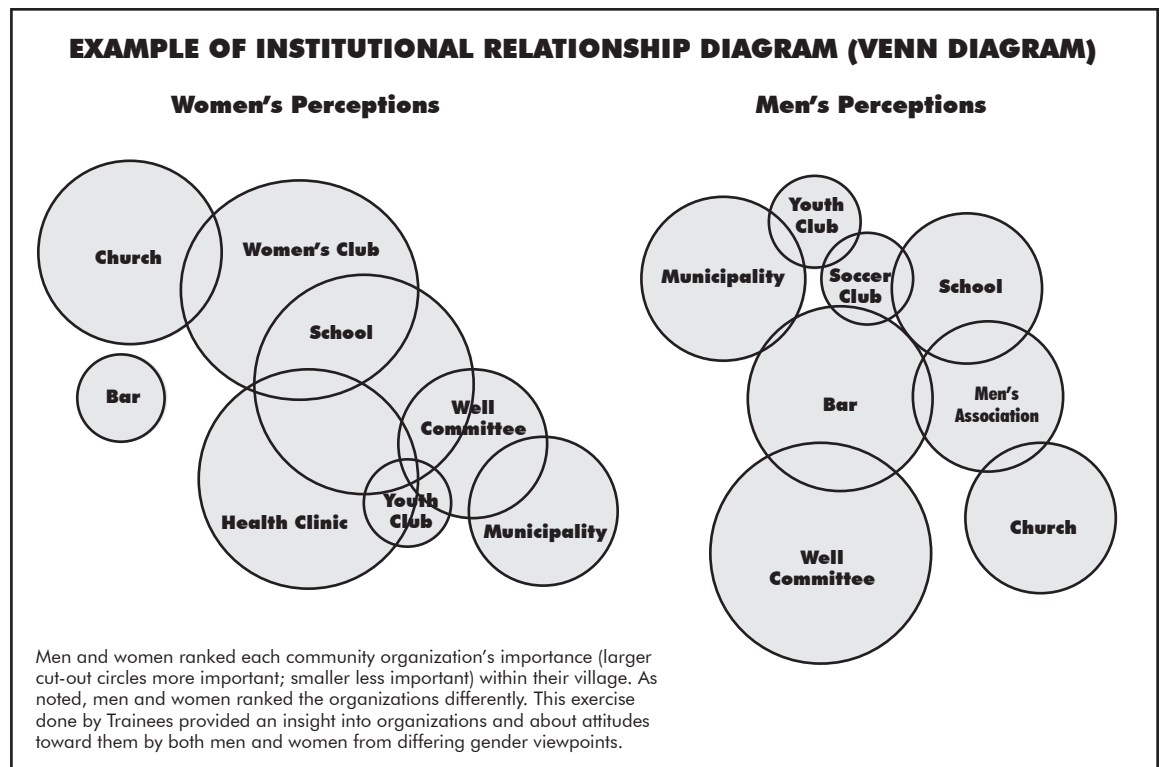 EXAMPLE OF INSTITUTIONAL RELATIONSHIP DIAGRAM (VENN DIAGRAM)
Women’s Perceptions
Church
Women’s Club
School
Bar
Well
Committee
Youth
Club
Health Clinic
Municipality
Men’s Perceptions
Youth
Club
Municipality
Soccer
Club
School
Bar
Men’s
Association
Church
Well
Committee
Men and women ranked each community organization’s importance (larger
cut-out circles more important; smaller less important) within their village. As
noted, men and women ranked the organizations differently. This exercise
done by Trainees provided an insight into organizations and about attitudes
toward them by both men and women from differing gender viewpoints.